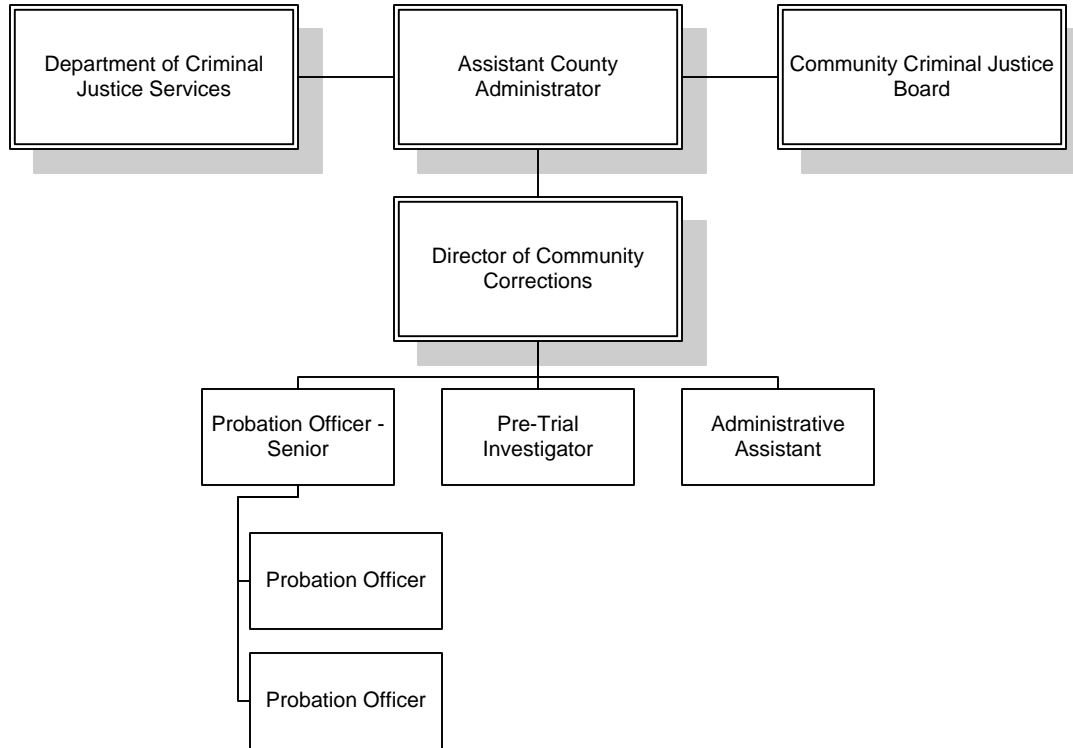 Department of Criminal
Justice Services
Assistant County
Administrator
Community Criminal Justice
Board
Director of Community
Corrections
Probation Officer -
Senior
Pre-Trial
Investigator
Administrative
Assistant
Probation Officer
Probation Officer